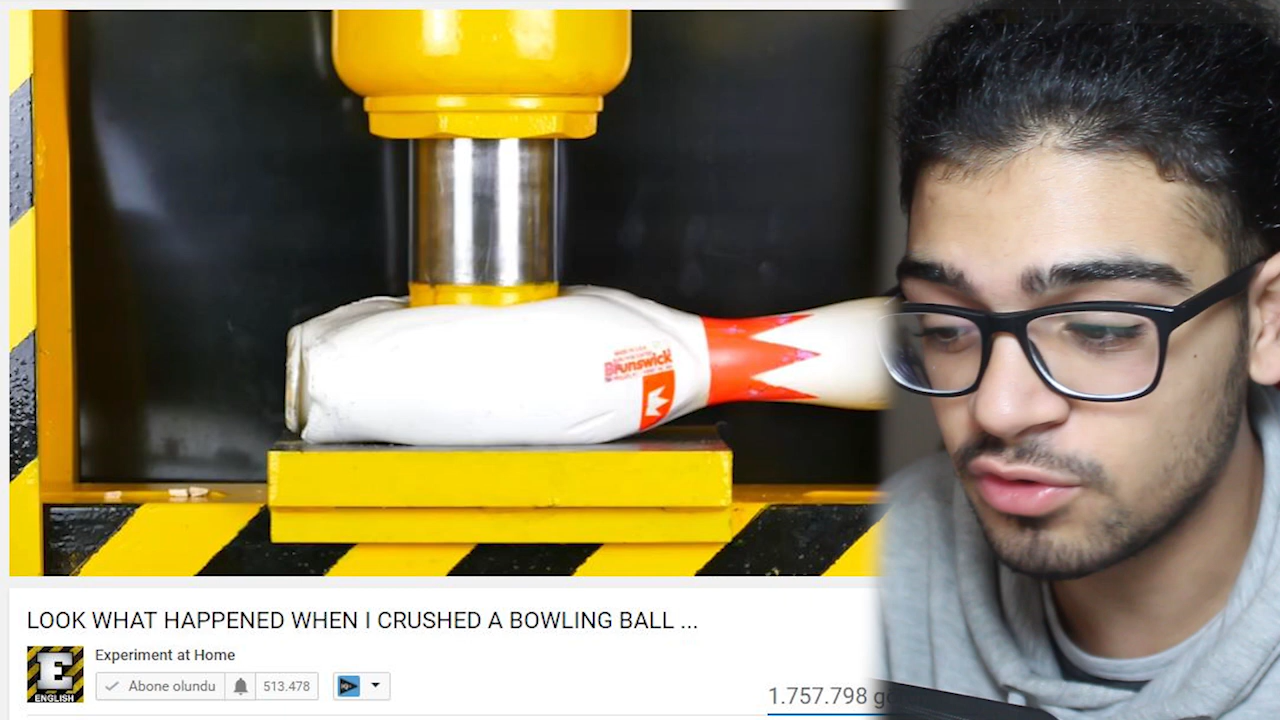 Brunswick
LOOK WHAT HAPPENED WHEN I CRUSHED A BOWLING BALL ...
Experiment at Home
E
ENGLISH
Abone olundu
513.478
1.757.798